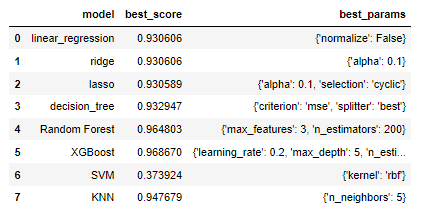 model best_score best_params
0 linear_regression 0.930606 {'normalize': False}
1 ridge 0.930606 {'alpha': 0.1}
2 lasso 0.930589 {'alpha': 0.1, 'selection': 'cyclic'}
3 decision_tree 0.932947 {'criterion': 'mse', 'splitter': 'best'}
4 Random Forest 0.964803 {'max_features': 3, 'n_estimators': 200}
5 XGBoost 0.968670 {'learning_rate': 0.2, 'max_depth': 5, 'n_esti...
6 SVM 0.373924 {'kernel': 'rbf'}
7 KNN 0.947679 {'n_neighbors': 5}